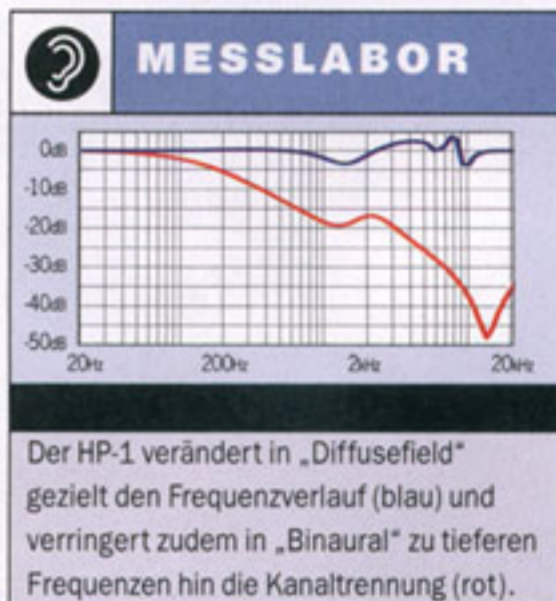 MESSLABOR
0dB
-10dB
-20dB
-30dB
-40dB
-50dB
20Hz 200Hz 2kHz 20kHz
Der HP-1 verändert in „Diffusefield“
gezielt den Frequenzverlauf (blau) und
verringert zudem in „Binaural“ zu tieferen
Frequenzen hin die Kanaltrennung (rot).